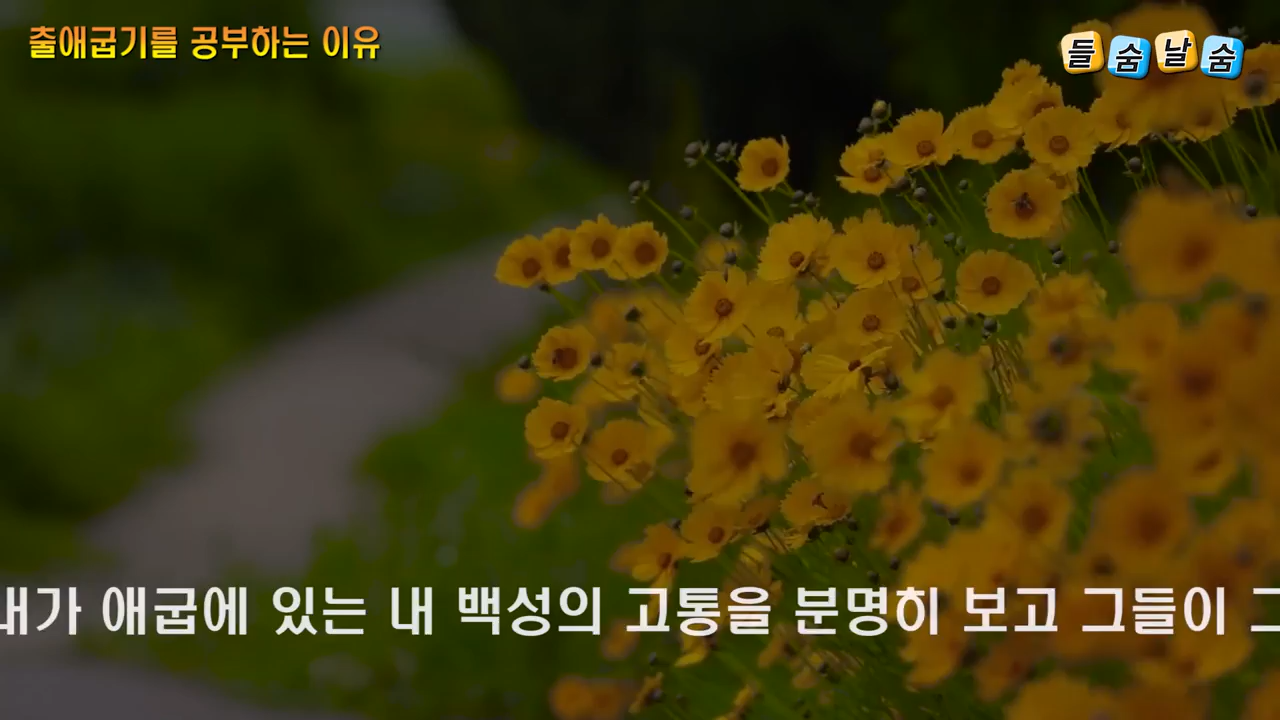 출애굽기를 공부하는 이유
들숨날숨
내가 애굽에 있는 내 백성의 고통을 분명히 보고 그들이 그